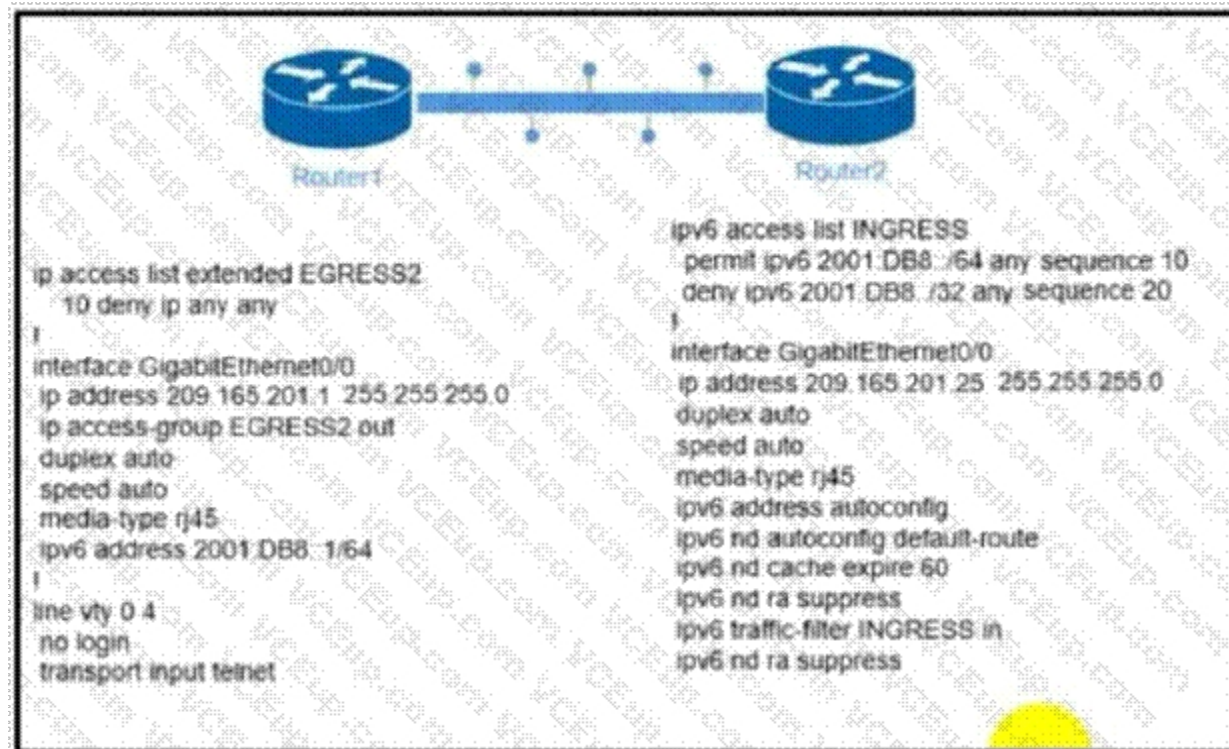 Router1
Router2
ip access list extended EGRESS2
10 deny ip any any
!
interface GigabitEthernet0/0
ip address 209 165 201 1 255 255 255 0
ip access-group EGRESS2 out
duplex auto
speed auto
media-type rj45
ipv6 address 2001 DB8 1/64
!
line vty 0 4
no login
transport input telnet
ipv6 access list INGRESS
permit ipv6 2001 DB8 /64 any sequence 10
deny ipv6 2001 DB8 /32 any sequence 20
!
interface GigabitEthernet0/0
ip address 209 165 201 25 255 255 255 0
duplex auto
speed auto
media-type rj45
ipv6 address autoconfig
ipv6 nd autoconfig default-route
ipv6 nd cache expire 60
ipv6 nd ra suppress
ipv6 traffic-filter INGRESS in
ipv6 nd ra suppress